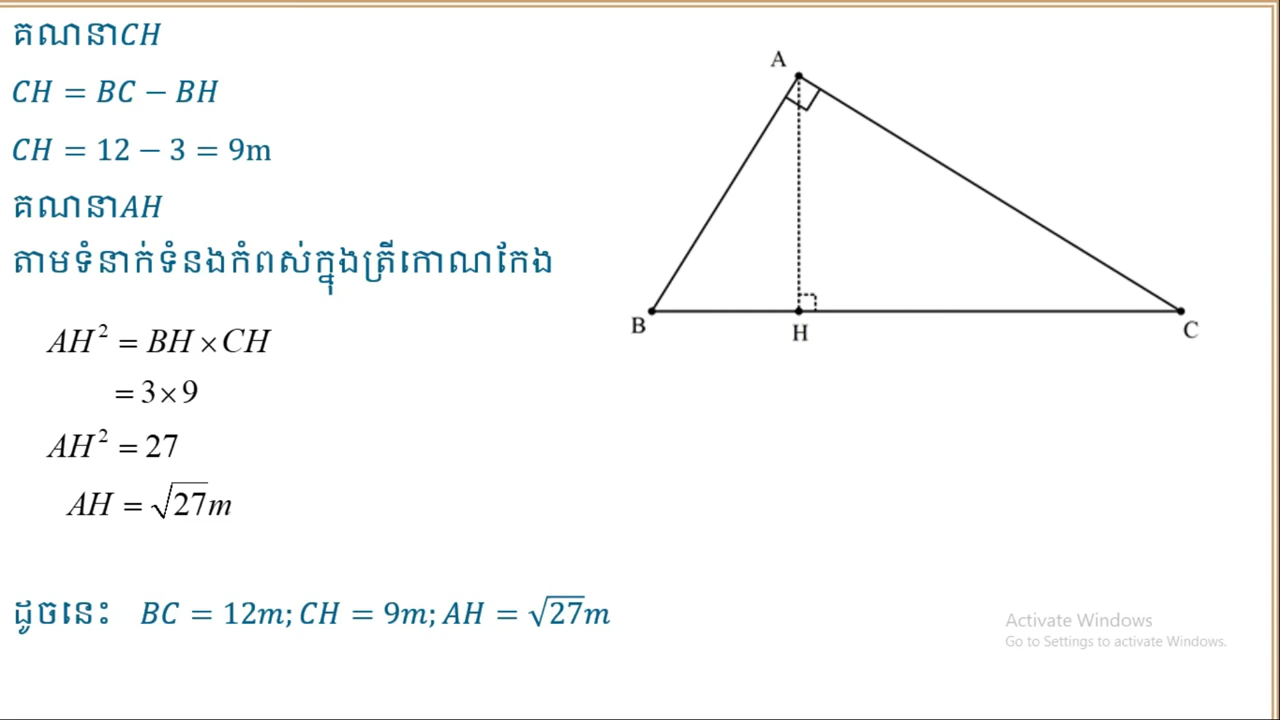 គណនាCH
CH = BC − BH
CH = 12 − 3 = 9m
គណនាAH
តាមទំនាក់ទំនងកំពស់ក្នុងត្រីកោណកែង
AH² = BH × CH
= 3 × 9
AH² = 27
AH = √27m
ដូចនេះ BC = 12m; CH = 9m; AH = √27m
A
B
H
C
Activate Windows
Go to Settings to activate Windows.